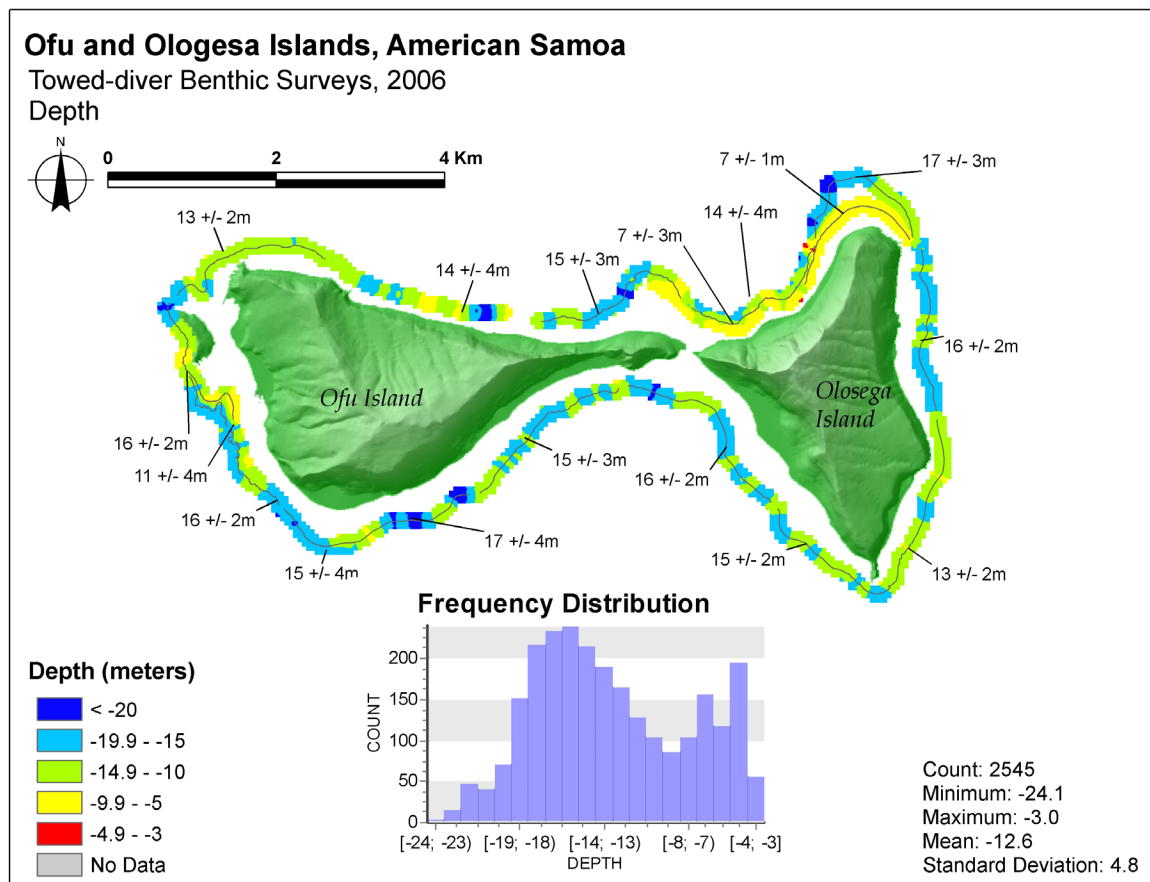 Ofu and Ologesa Islands, American Samoa
Towed-diver Benthic Surveys, 2006
Depth
N
0 2 4 Km
7 +/- 1m
17 +/- 3m
13 +/- 2m
14 +/- 4m
7 +/- 3m
15 +/- 3m
14 +/- 4m
16 +/- 2m
Ofu Island
Olosega
Island
16 +/- 2m
11 +/- 4m
15 +/- 3m
16 +/- 2m
16 +/- 2m
17 +/- 4m
15 +/- 2m
15 +/- 4m
13 +/- 2m
Frequency Distribution
200
150
100
50
0
COUNT
[-24; -23) [-19; -18) [-14; -13) [-8; -7) [-4; -3]
DEPTH
Depth (meters)
< -20
-19.9 - -15
-14.9 - -10
-9.9 - -5
-4.9 - -3
No Data
Count: 2545
Minimum: -24.1
Maximum: -3.0
Mean: -12.6
Standard Deviation: 4.8